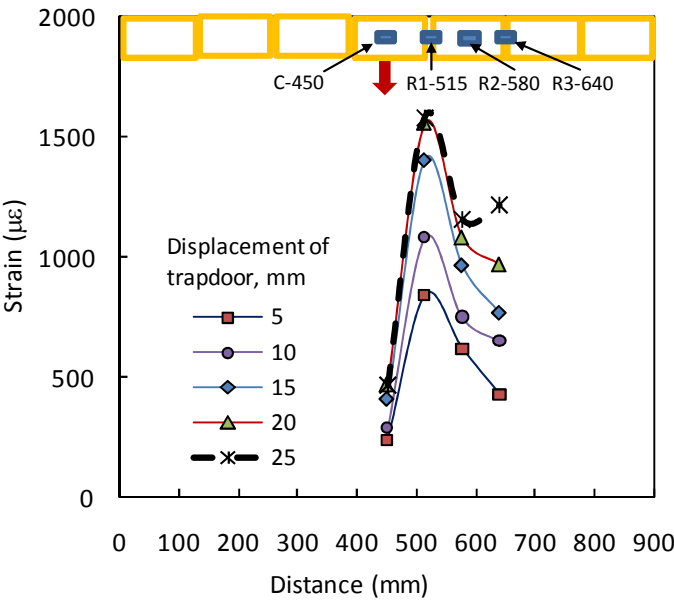 2000
C-450
R1-515
R2-580
R3-640
1500
1000
500
0
Strain (με)
Displacement of
trapdoor, mm
5
10
15
20
25
0 100 200 300 400 500 600 700 800 900
Distance (mm)